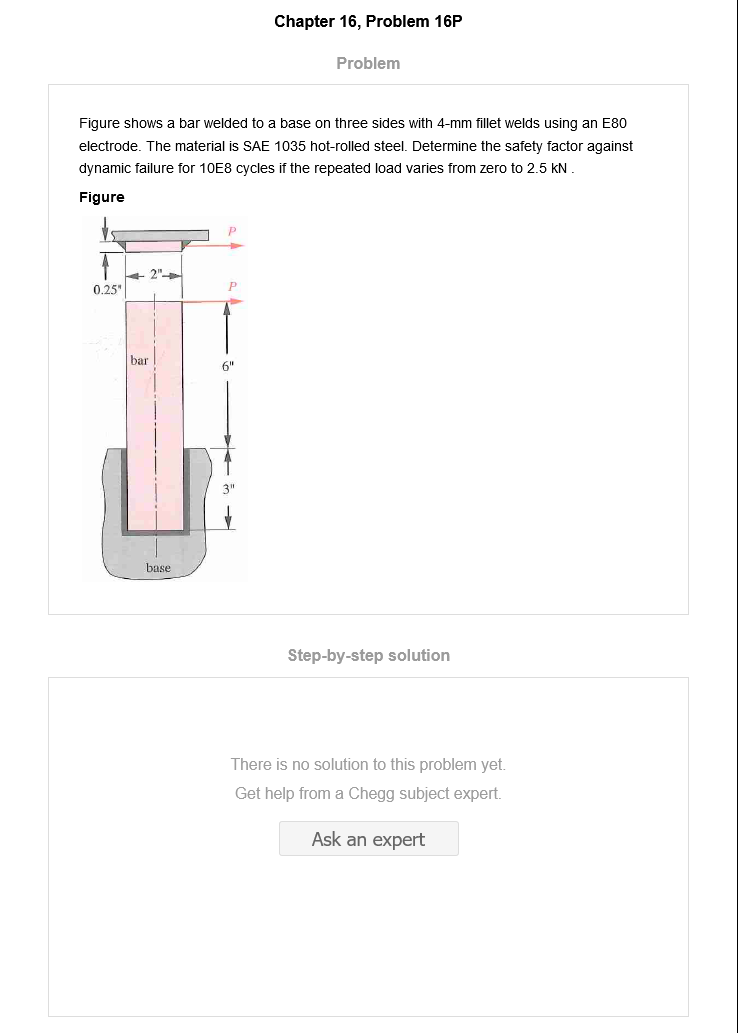 Chapter 16, Problem 16P
Problem
Figure shows a bar welded to a base on three sides with 4-mm fillet welds using an E80
electrode. The material is SAE 1035 hot-rolled steel. Determine the safety factor against
dynamic failure for 10E8 cycles if the repeated load varies from zero to 2.5 kN .
Figure
P
2"
0.25"
P
bar
6"
3"
base
Step-by-step solution
There is no solution to this problem yet.
Get help from a Chegg subject expert.
Ask an expert